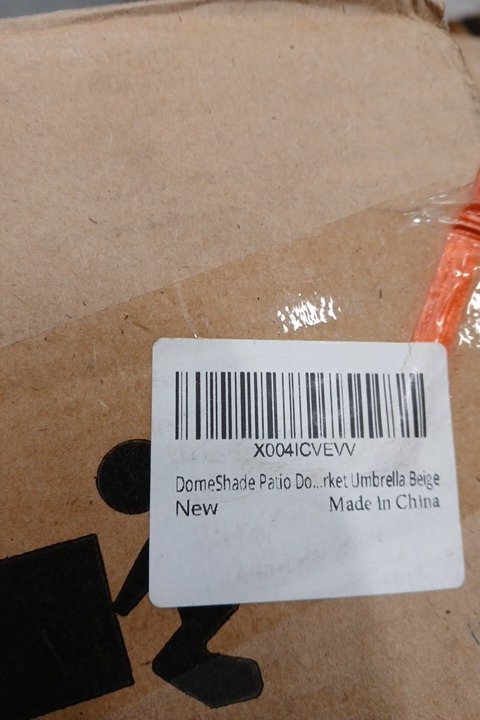 X004ICVEVV
DomeShade Patio Do...rket Umbrella Beige
New
Made in China